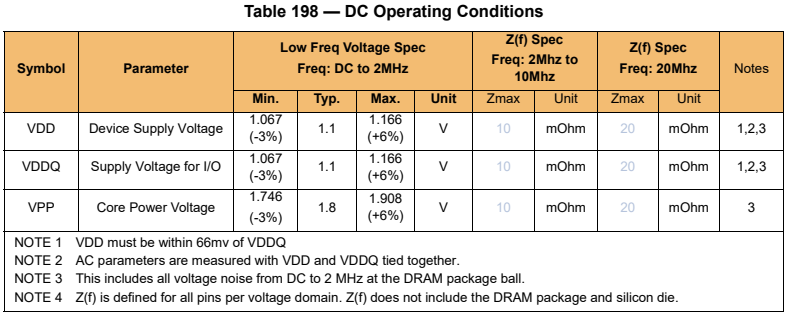 Table 198 — DC Operating Conditions
Symbol Parameter Low Freq Voltage Spec Freq: DC to 2MHz Z(f) Spec Freq: 2Mhz to 10Mhz Z(f) Spec Freq: 20Mhz Notes
Min. Typ. Max. Unit Zmax Unit Zmax Unit
VDD Device Supply Voltage 1.067 (-3%) 1.1 1.166 (+6%) V 10 mOhm 20 mOhm 1,2,3
VDDQ Supply Voltage for I/O 1.067 (-3%) 1.1 1.166 (+6%) V 10 mOhm 20 mOhm 1,2,3
VPP Core Power Voltage 1.746 (-3%) 1.8 1.908 (+6%) V 10 mOhm 20 mOhm 3
NOTE 1 VDD must be within 66mv of VDDQ
NOTE 2 AC parameters are measured with VDD and VDDQ tied together.
NOTE 3 This includes all voltage noise from DC to 2 MHz at the DRAM package ball.
NOTE 4 Z(f) is defined for all pins per voltage domain. Z(f) does not include the DRAM package and silicon die.